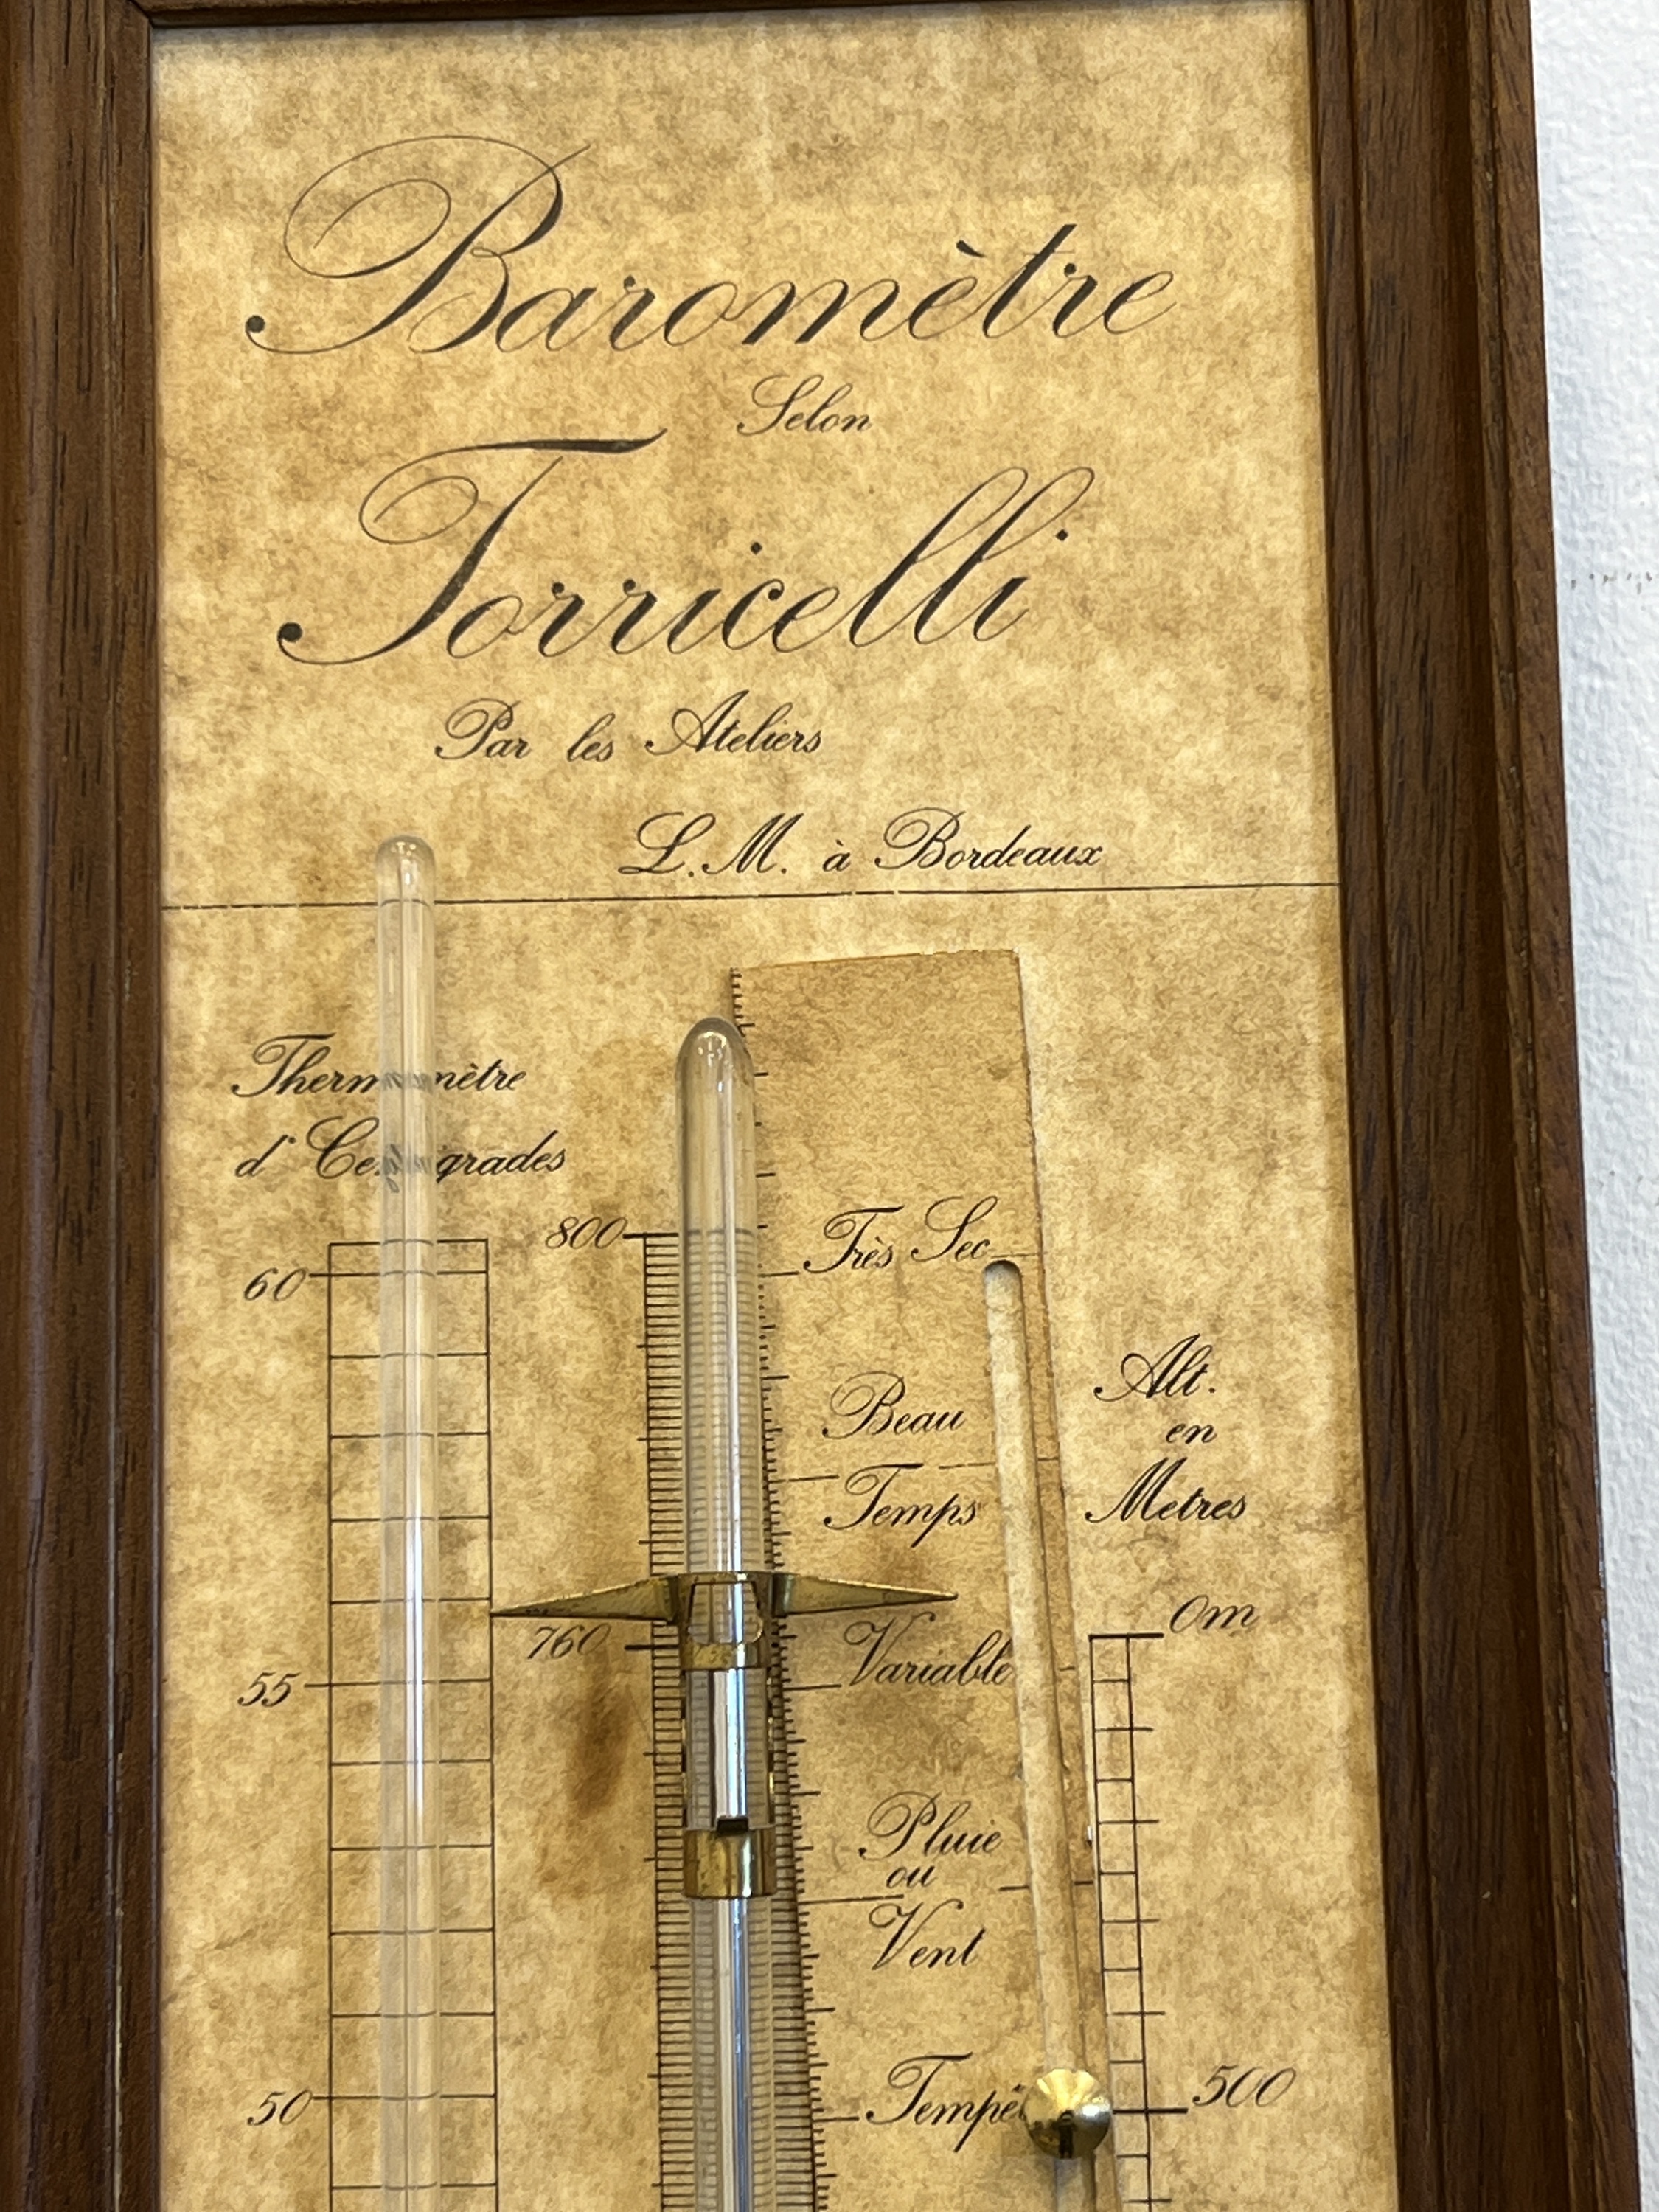 Baromètre
Selon
Torricelli
Par les Ateliers
L. M. à Bordeaux
Thermomètre
d' Centigrades
800
Très Sec
60
Beau
Temps
Alt.
en
Metres
0m
760
Variable
55
Pluie
ou
Vent
500
50